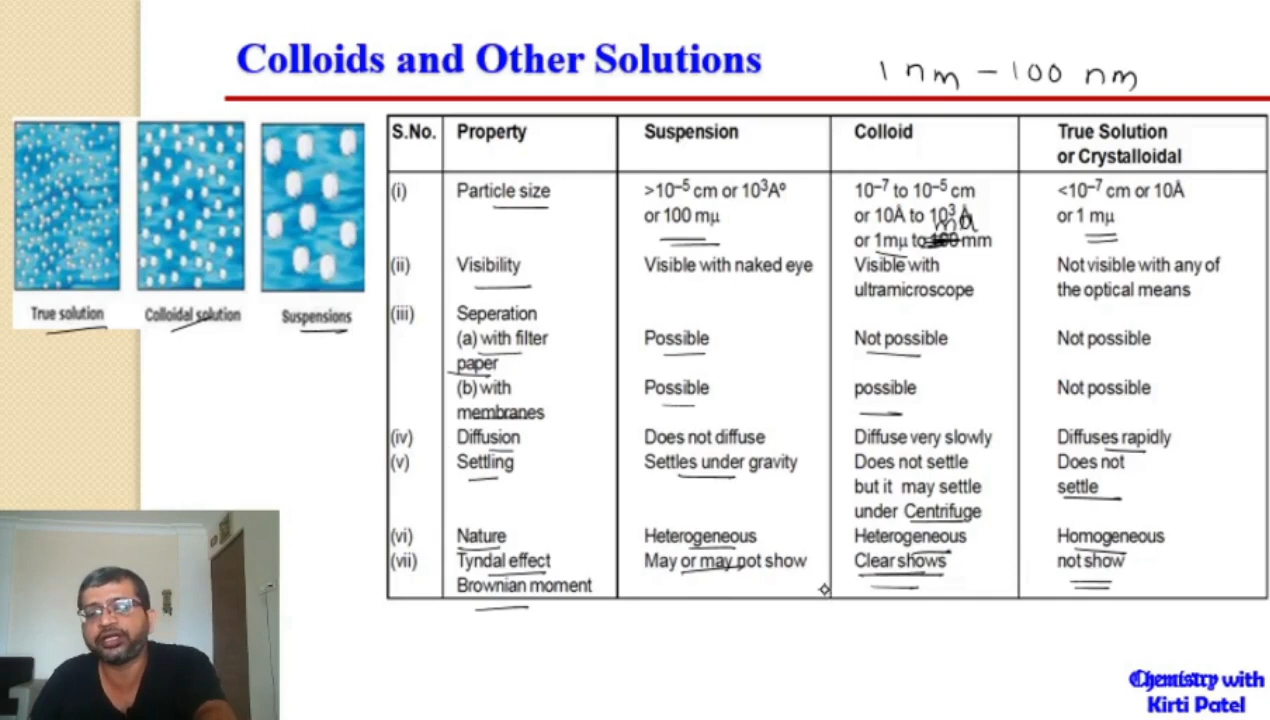 Colloids and Other Solutions
1 nm - 100 nm
True solution
Colloidal solution
Suspensions
S.No. Property Suspension Colloid True Solution
or Crystalloidal
(i) Particle size >10⁻⁵ cm or 10³Aº 10⁻⁷ to 10⁻⁵ cm <10⁻⁷ cm or 10Å
or 100 mμ or 10Å to 10³ Å or 1 mμ
or 1mμ to 100 mm
(ii) Visibility Visible with naked eye Visible with Not visible with any of
ultramicroscope the optical means
(iii) Seperation
(a) with filter Possible Not possible Not possible
paper
(b) with Possible possible Not possible
membranes
(iv) Diffusion Does not diffuse Diffuse very slowly Diffuses rapidly
(v) Settling Settles under gravity Does not settle Does not
but it may settle settle
under Centrifuge
(vi) Nature Heterogeneous Heterogeneous Homogeneous
(vii) Tyndal effect May or may not show Clear shows not show
Brownian moment
Chemistry with
Kirti Patel